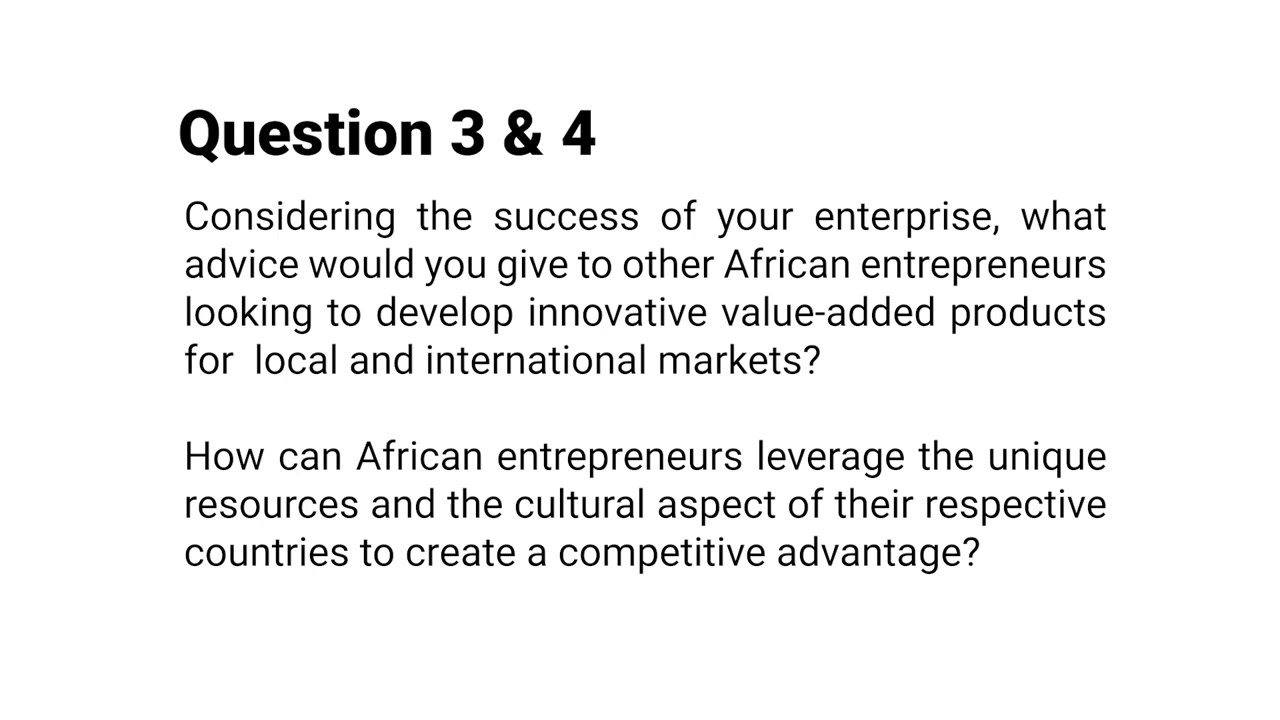 Question 3 & 4
Considering the success of your enterprise, what
advice would you give to other African entrepreneurs
looking to develop innovative value-added products
for  local and international markets?
How can African entrepreneurs leverage the unique
resources and the cultural aspect of their respective
countries to create a competitive advantage?